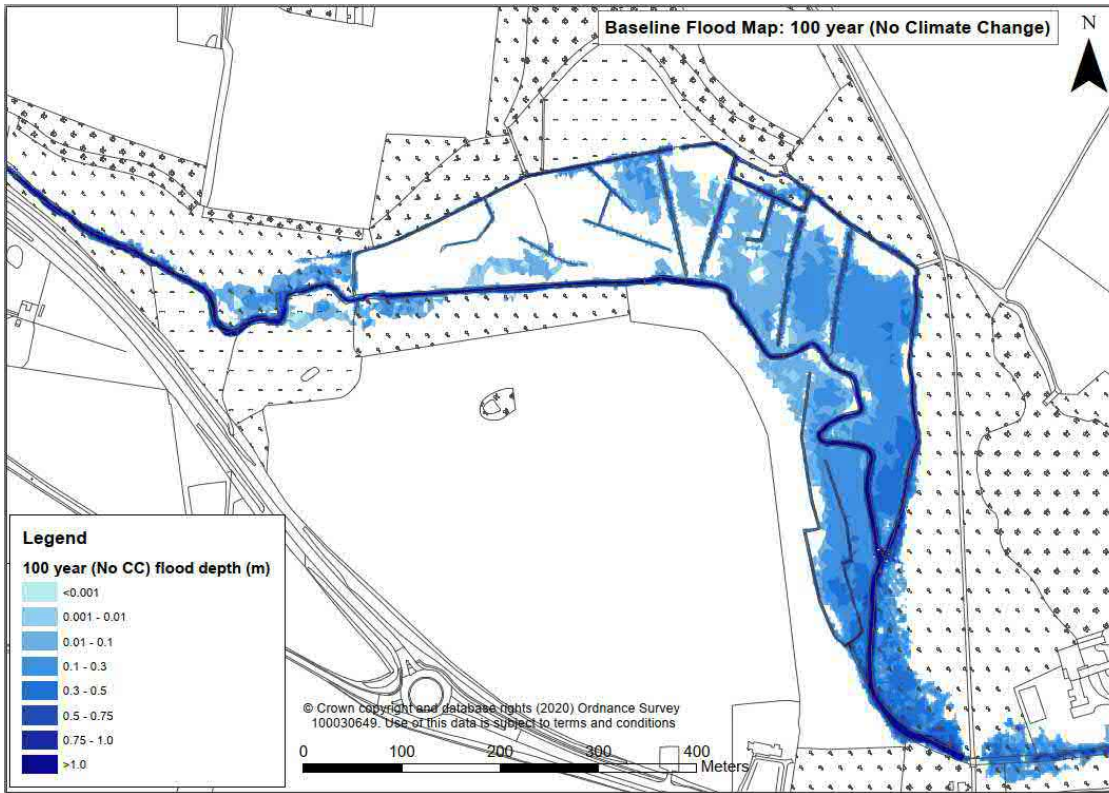 Baseline Flood Map: 100 year (No Climate Change)
N
Legend
100 year (No CC) flood depth (m)
<0.001
0.001 - 0.01
0.01 - 0.1
0.1 - 0.3
0.3 - 0.5
0.5 - 0.75
0.75 - 1.0
>1.0
© Crown copyright and database rights (2020) Ordnance Survey
100030649. Use of this data is subject to terms and conditions
0 100 200 300 400
Meters